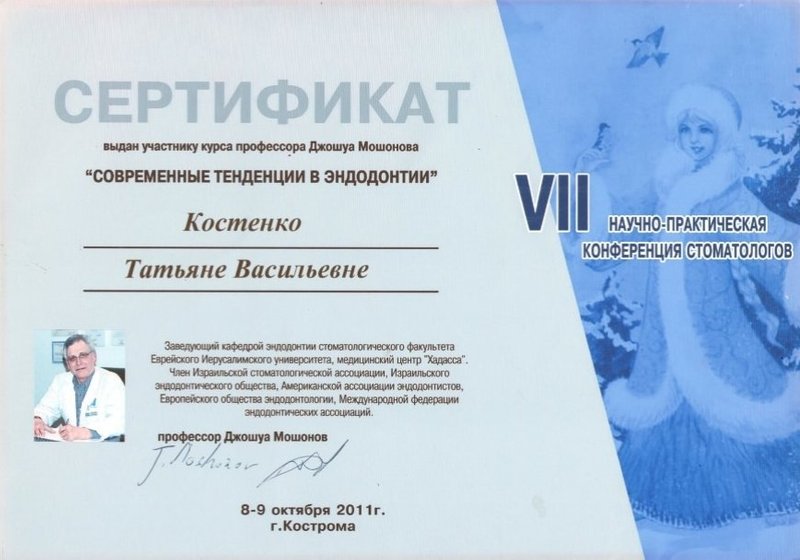 СЕРТИФИКАТ
выдан участнику курса профессора Джошуа Мошонова
“СОВРЕМЕННЫЕ ТЕНДЕНЦИИ В ЭНДОДОНТИИ”
Костенко
Татьяне Васильевне
VII НАУЧНО-ПРАКТИЧЕСКАЯ
КОНФЕРЕНЦИЯ СТОМАТОЛОГОВ
Заведующий кафедрой эндодонтии стоматологического факультета
Еврейского Иерусалимского университета, медицинский центр "Хадасса".
Член Израильской стоматологической ассоциации, Израильского
эндодонтического общества, Американской ассоциации эндодонтистов,
Европейского общества эндодонтологии, Международной федерации
эндодонтических ассоциаций.
профессор Джошуа Мошонов
J. Moshonov
8-9 октября 2011г.
г.Кострома